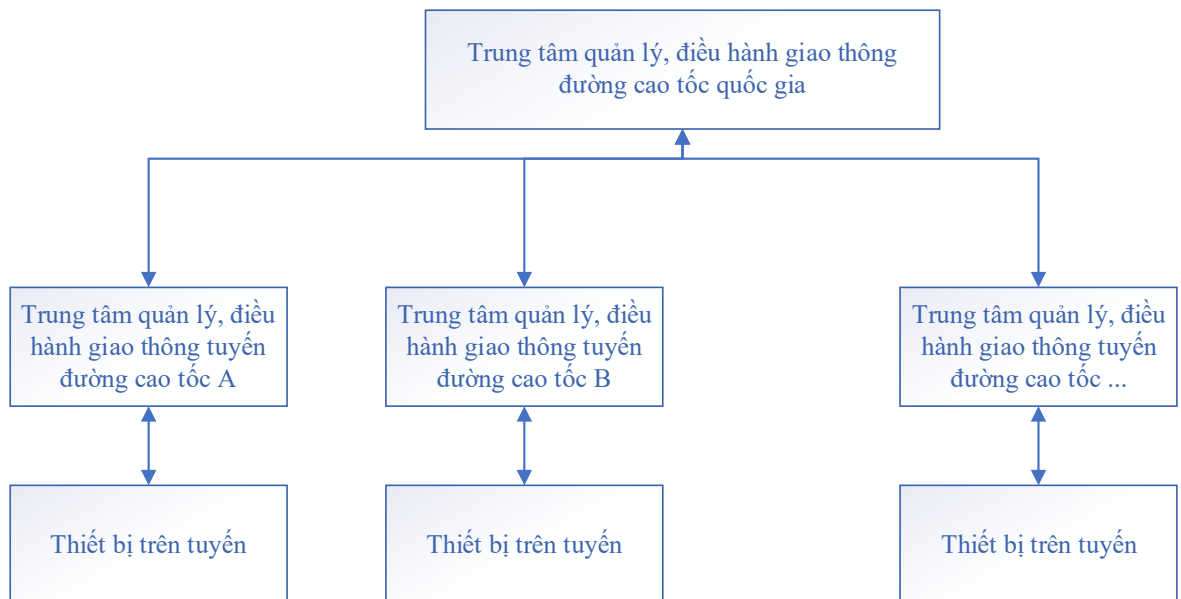 Trung tâm quản lý, điều hành giao thông
đường cao tốc quốc gia
Trung tâm quản lý, điều
hành giao thông tuyến
đường cao tốc A
Trung tâm quản lý, điều
hành giao thông tuyến
đường cao tốc B
Trung tâm quản lý, điều
hành giao thông tuyến
đường cao tốc ...
Thiết bị trên tuyến
Thiết bị trên tuyến
Thiết bị trên tuyến